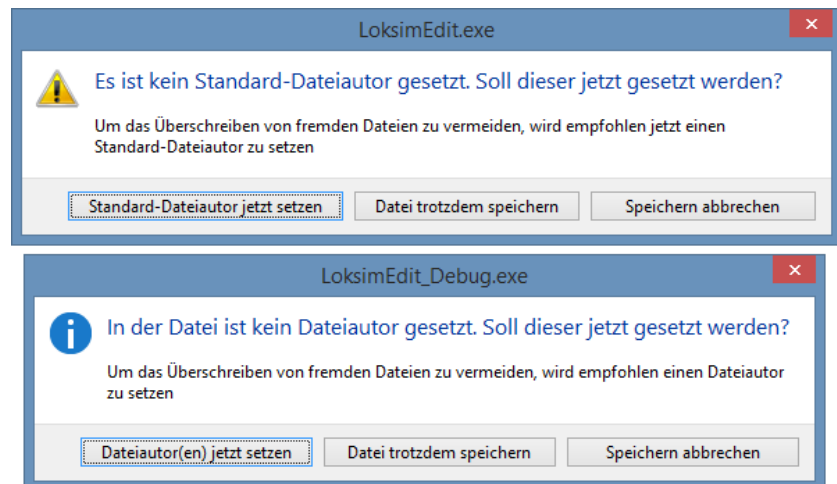 LoksimEdit.exe
Es ist kein Standard-Dateiautor gesetzt. Soll dieser jetzt gesetzt werden?
Um das Überschreiben von fremden Dateien zu vermeiden, wird empfohlen jetzt einen
Standard-Dateiautor zu setzen
Standard-Dateiautor jetzt setzen Datei trotzdem speichern Speichern abbrechen
LoksimEdit_Debug.exe
In der Datei ist kein Dateiautor gesetzt. Soll dieser jetzt gesetzt werden?
Um das Überschreiben von fremden Dateien zu vermeiden, wird empfohlen einen Dateiautor
zu setzen
Dateiautor(en) jetzt setzen Datei trotzdem speichern Speichern abbrechen